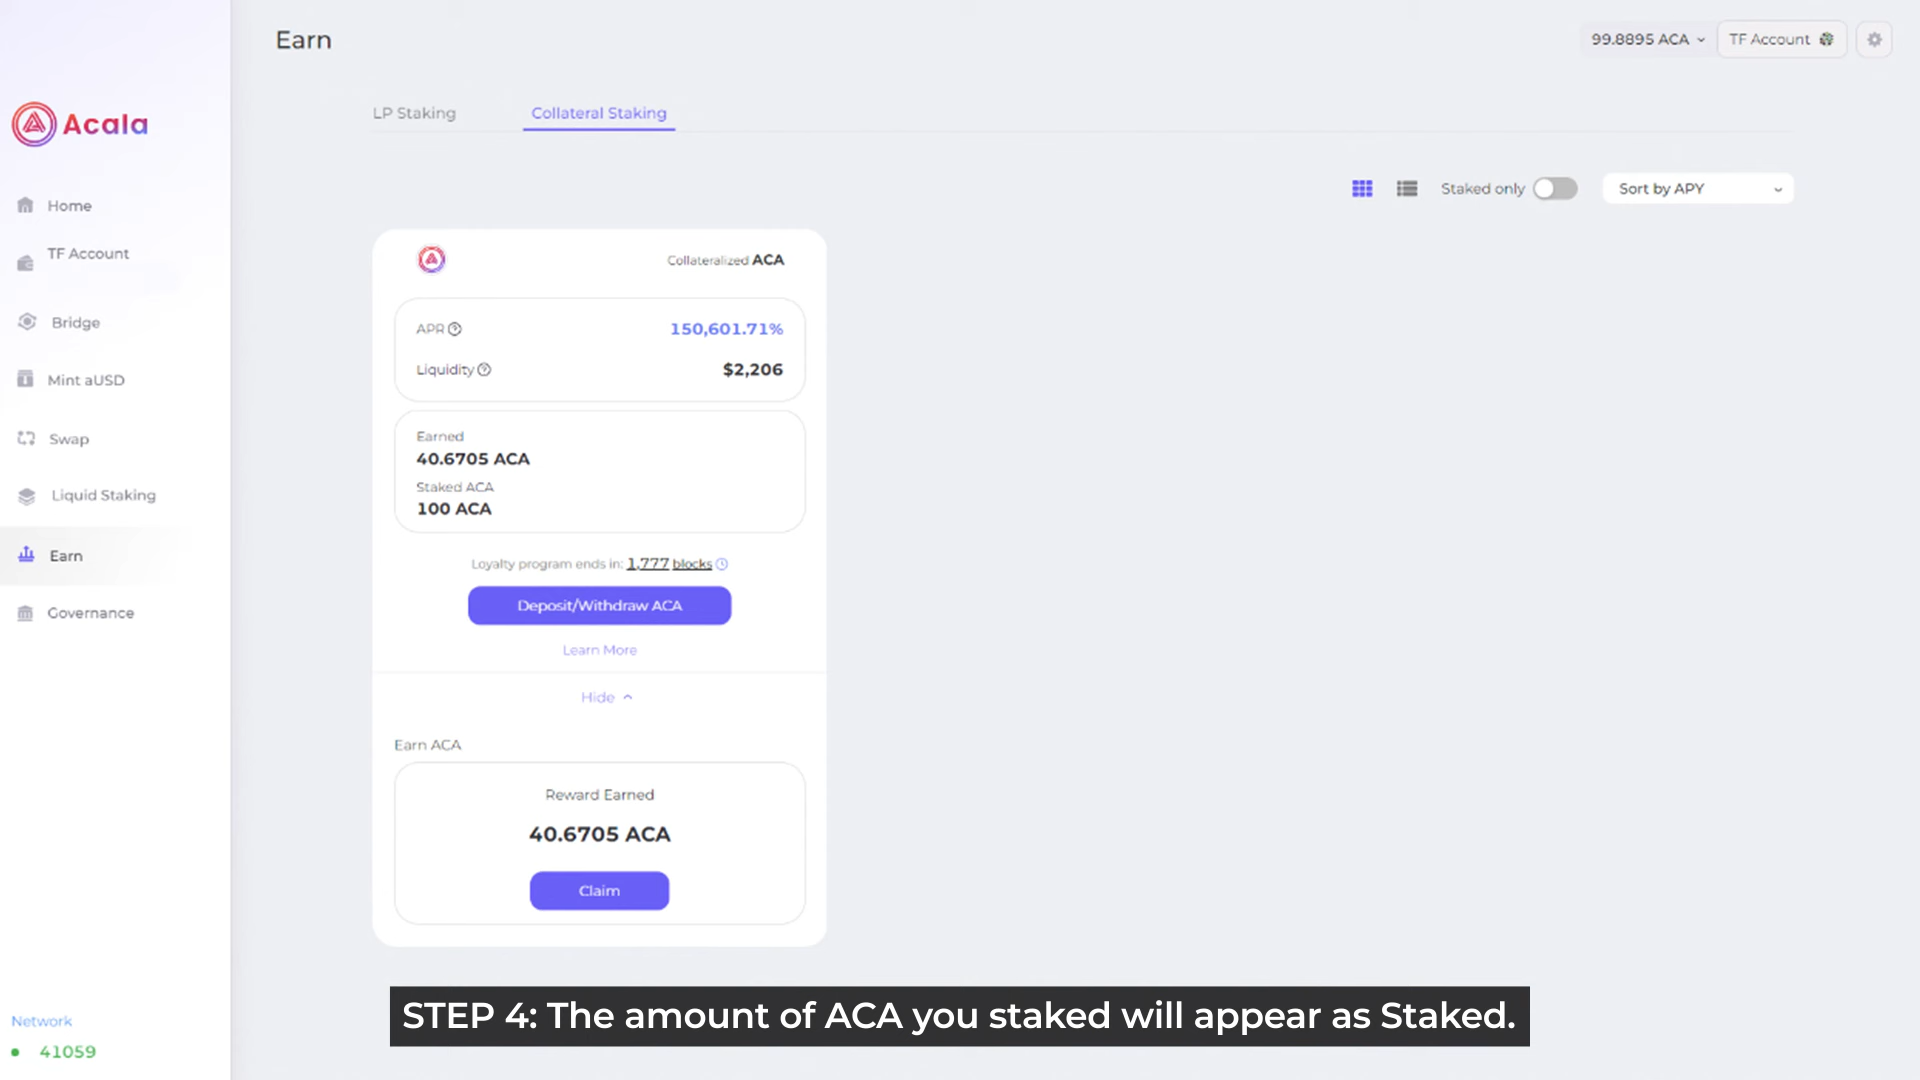 Earn
99.8895 ACA
TF Account
Acala
LP Staking
Collateral Staking
Staked only
Sort by APY
Home
TF Account
Bridge
Mint aUSD
Swap
Liquid Staking
Earn
Governance
Collateralized ACA
APR
150,601.71%
Liquidity
$2,206
Earned
40.6705 ACA
Staked ACA
100 ACA
Loyalty program ends in: 1,777 blocks
Deposit/Withdraw ACA
Learn More
Hide
Earn ACA
Reward Earned
40.6705 ACA
Claim
STEP 4: The amount of ACA you staked will appear as Staked.
Network
41059